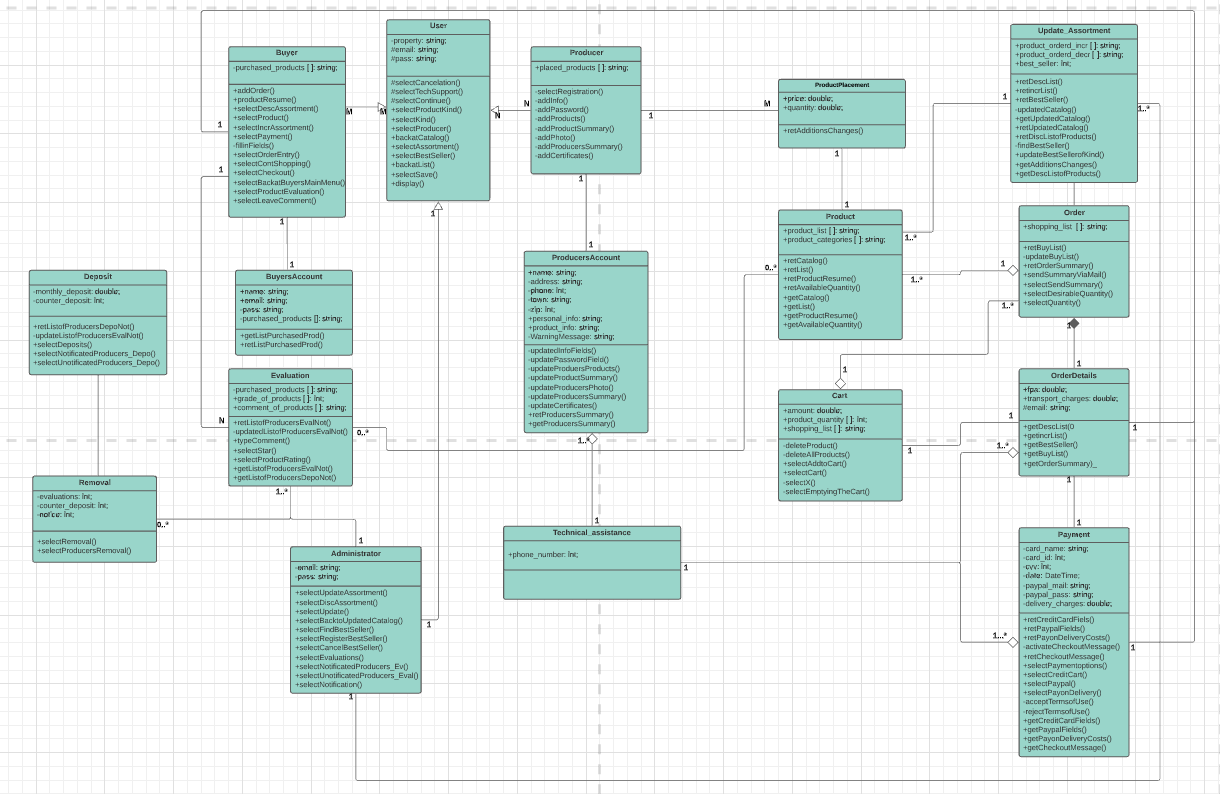 User
-property: string;
#email: string;
#pass: string;
#selectCancelation()
#selectTechSupport()
#selectContinue()
+selectProductKind()
+selectKind()
+selectProducer()
+backatCatalog()
+selectAssortment()
+selectBestSeller()
+backatList()
+selectSave()
+display()
1
Buyer
-purchased_products [ ]: string;
+addOrder()
+productResume()
+selectDescAssortment()
+selectProduct()
+selectIncrAssortment()
+selectPayment()
-fillinFields()
+selectOrderEntry()
+selectContShopping()
+selectCheckout()
+selectBackatBuyersMainMenu()
+selectProductEvaluation()
+selectLeaveComment()
1
1
1
M
M
Producer
+placed_products [ ]: string;
-selectRegistration()
-addInfo()
-addPassword()
-addProducts()
-addProductSummary()
-addPhoto()
-addProducersSummary()
-addCertificates()
N
N
1
1
M
ProductPlacement
+price: double;
-quantity: double;
+retAdditionsChanges()
1
1
Update_Assortment
+product_orderd_incr [ ]: string;
+product_orderd_decr [ ]: string;
-best_seller: Int;
+retDescList()
+retincrList()
+retBestSeller()
-updatedCatalog()
+getUpdatedCatalog()
+retUpdatedCatalog()
+retDiscListofProducts()
-findBestSeller()
+updateBestSellerofKind()
+getAdditionsChanges()
+getDescListofProducts()
1
1..*
Product
+product_list [ ]: string;
+product_categories [ ]: string;
+retCatalog()
+retList()
+retProductResume()
+retAvailableQuantity()
+getCatalog()
+getList()
+getProductResume()
+getAvailableQuantity()
1..*
1..*
0..*
Order
+shopping_list [ ]: string;
+retBuyList()
-updateBuyList()
+retOrderSummary()
+sendSummaryViaMail()
+selectSendSummary()
+selectDesirableQuantity()
+selectQuantity()
1
1..*
1
1
Deposit
-monthly_deposit: double;
-counter_deposit: Int;
+retListofProducersDepoNot()
-updateListofProducersEvalNot()
+selectDeposits()
+selectNotificatedProducers_Depo()
+selectUnotificatedProducers_Depo()
1
BuyersAccount
+name: string;
+email: string;
-pass: string;
-purchased_products []: string;
+getListPurchasedProd()
+retListPurchasedProd()
1
ProducersAccount
+name: string;
-address: string;
-phone: Int;
-town: string;
-zip: Int;
+personal_info: string;
+product_info: string;
-WarningMessage: string;
-updatedInfoFields()
-updatePasswordField()
-updateProducersProducts()
-updateProductSummary()
-updateProducersPhoto()
-updateProducersSummary()
-updateCertificates()
+retProducersSummary()
+getProducersSummary()
1..*
Evaluation
-purchased_products [ ]: string;
+grade_of_products [ ]: Int;
+comment_of_products [ ]: string;
+retListofProducersEvalNot()
-updatedListofProducersEvalNot()
+typeComment()
+selectStar()
+selectProductRating()
+getListofProducersEvalNot()
+getListofProducersDepoNot()
N
0..*
1..*
1
Cart
+amount: double;
+product_quantity [ ]: Int;
+shopping_list [ ]: string;
-deleteProduct()
-deleteAllProducts()
+selectAddtoCart()
+selectCart()
-selectX()
-selectEmptyingTheCart()
1
OrderDetails
+fpa: double;
+transport_charges: double;
#email: string;
+getDescList()
+getincrList()
+getBestSeller()
+getBuyList()
+getOrderSummary)_
1
1
1..*
1
1
Removal
-evaluations: Int;
-counter_deposit: Int;
-notice: Int;
+selectRemoval()
+selectProducersRemoval()
0..*
1
Administrator
-email: string;
-pass: string;
+selectUpdateAssortment()
+selectDiscAssortment()
+selectUpdate()
+selectBacktoUpdatedCatalog()
+selectFindBestSeller()
+selectRegisterBestSeller()
+selectCancelBestSeller()
+selectEvaluations()
+selectNotificatedProducers_Ev()
+selectUnotificatedProducers_Eval()
+selectNotification()
1
1
1
Technical_assistance
+phone_number: Int;
1
Payment
-card_name: string;
-card_id: Int;
-cvv: Int;
-date: DateTime;
-paypal_mail: string;
-paypal_pass: string;
-delivery_charges: double;
+retCreditCardFiels()
+retPaypalFields()
+retPayonDeliveryCosts()
-activateCheckoutMessage()
+retCheckoutMessage()
+selectPaymentoptions()
+selectCreditCart()
+selectPaypal()
+selectPayonDelivery()
-acceptTermsofUse()
-rejectTermsofUse()
+getCreditCardFields()
+getPaypalFields()
+getPayonDeliveryCosts()
+getCheckoutMessage()
1..*
1